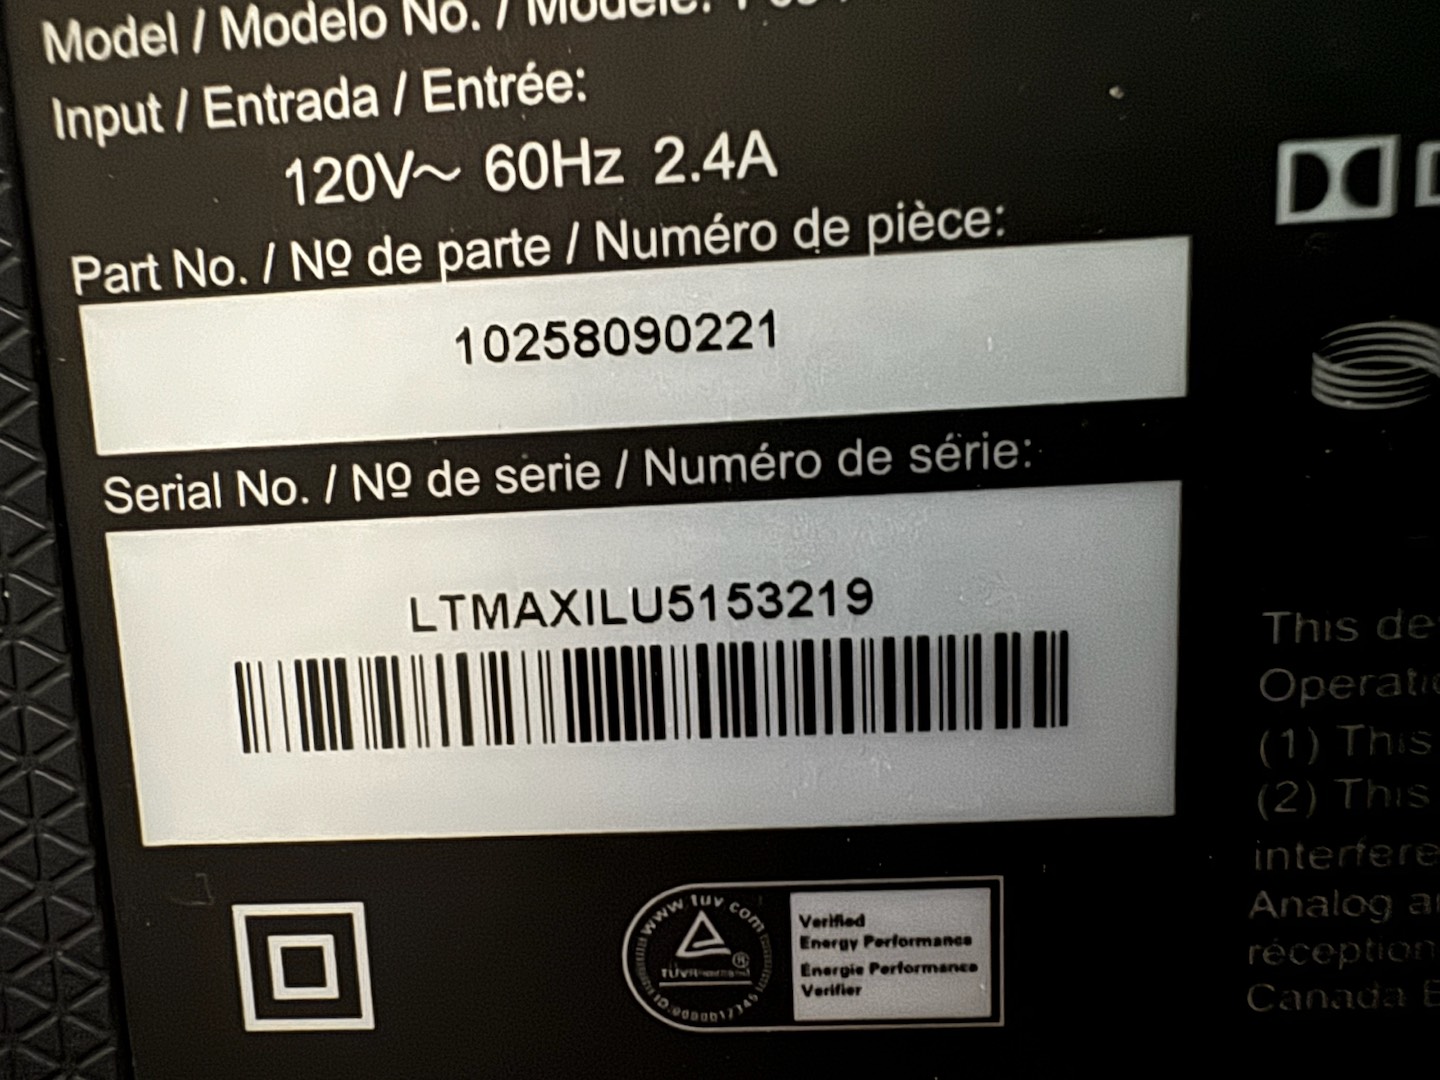 Model / Modelo No. / Modèle:
Input / Entrada / Entrée:
120V~ 60Hz 2.4A
Part No. / Nº de parte / Numéro de pièce:
10258090221
Serial No. / Nº de serie / Numéro de série:
LTMAXILU5153219
www.tuv.com
Verified
Energy Performance
Énergie Performance
Verifier
This de
Operati
(1) This
(2) This
interfere
Analog a
réception
Canada